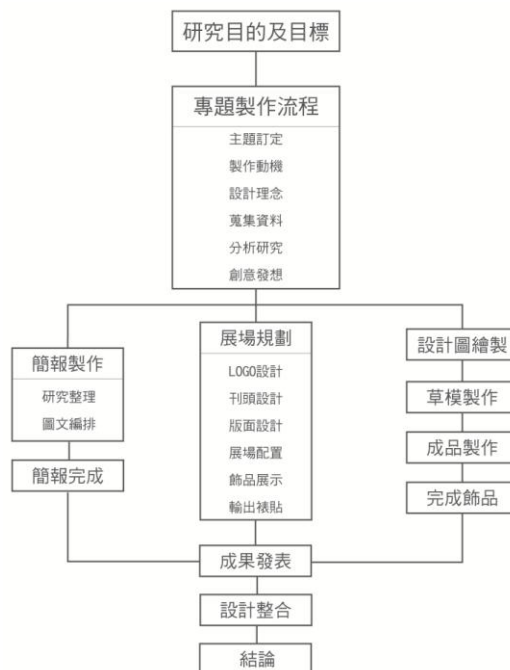 研究目的及目標
專題製作流程
主題訂定
製作動機
設計理念
蒐集資料
分析研究
創意發想
簡報製作
研究整理
圖文編排
簡報完成
展場規劃
LOGO設計
刊頭設計
版面設計
展場配置
飾品展示
輸出裱貼
設計圖繪製
草模製作
成品製作
完成飾品
成果發表
設計整合
結論